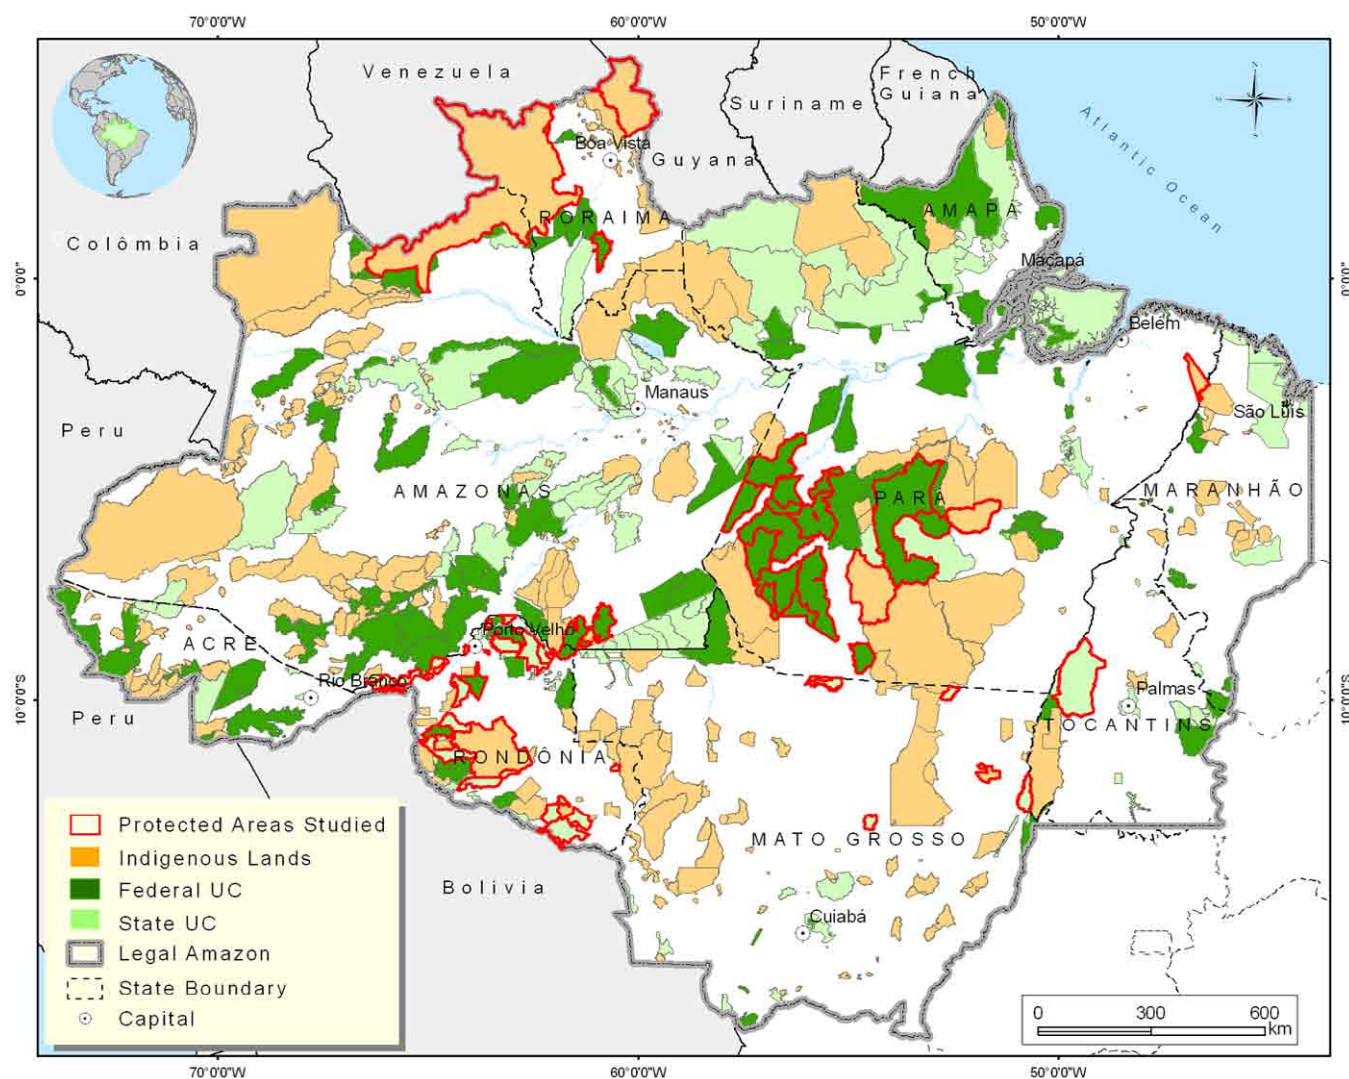 70°0'0"W 60°0'0"W 50°0'0"W
Venezuela
French
Guiana
Suriname
Guyana
Boa Vista
Atlantic Ocean
Colômbia
RORAIMA
AMAPÁ
Macapá
0°0'0"
0°0'0"
Belém
Manaus
São Luís
Peru
AMAZONAS
PARÁ
MARANHÃO
Porto Velho
ACRE
Rio Branco
Palmas
10°0'0"S
10°0'0"S
Peru
TOCANTINS
RONDÔNIA
MATO GROSSO
Bolivia
Cuiabá
Protected Areas Studied
Indigenous Lands
Federal UC
State UC
Legal Amazon
State Boundary
Capital
0 300 600
km
70°0'0"W 60°0'0"W 50°0'0"W